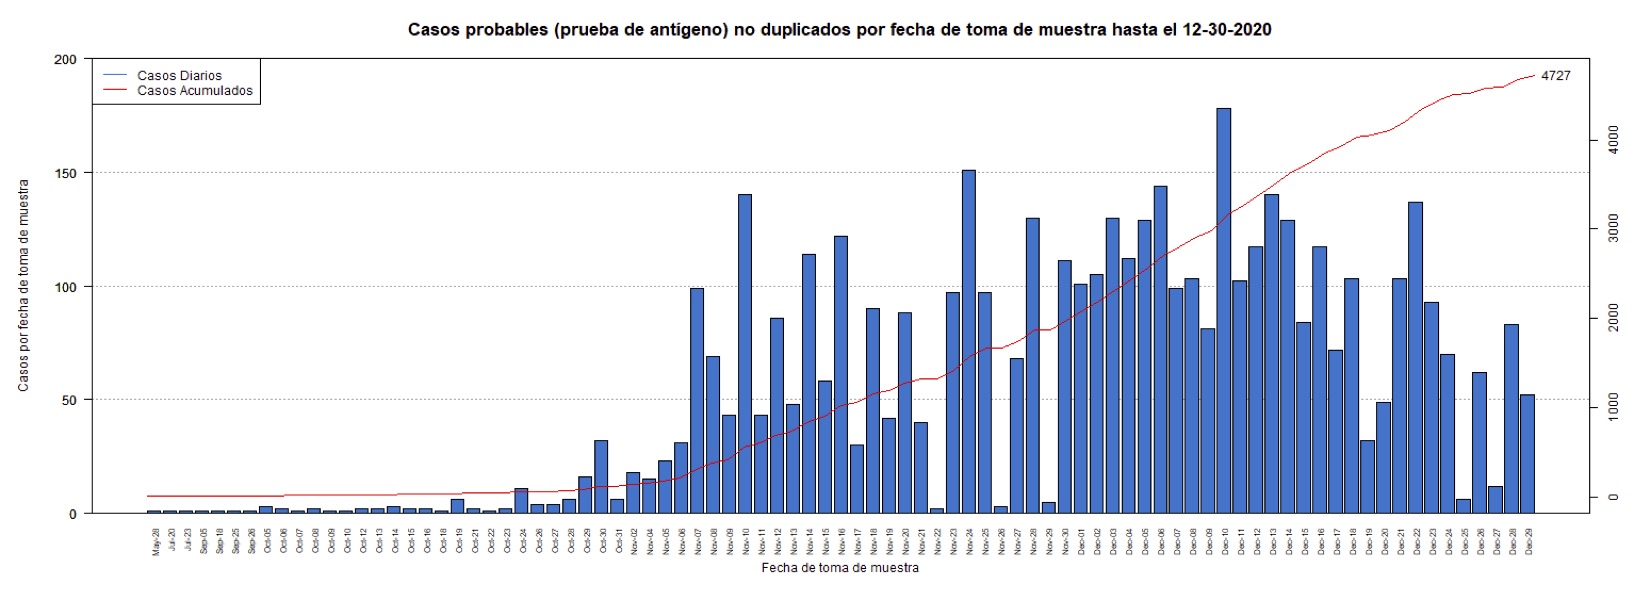 Casos probables (prueba de antígeno) no duplicados por fecha de toma de muestra hasta el 12-30-2020
Casos Diarios
Casos Acumulados
4727
Casos por fecha de toma de muestra
200
150
100
50
0
4000
3000
2000
1000
0
May-28
Jul-20
Jul-23
Sep-05
Sep-18
Sep-25
Sep-26
Oct-05
Oct-06
Oct-07
Oct-08
Oct-09
Oct-10
Oct-12
Oct-13
Oct-14
Oct-15
Oct-16
Oct-18
Oct-19
Oct-21
Oct-22
Oct-23
Oct-24
Oct-26
Oct-27
Oct-28
Oct-29
Oct-30
Oct-31
Nov-02
Nov-04
Nov-05
Nov-06
Nov-07
Nov-08
Nov-09
Nov-10
Nov-11
Nov-12
Nov-13
Nov-14
Nov-15
Nov-16
Nov-17
Nov-18
Nov-19
Nov-20
Nov-21
Nov-22
Nov-23
Nov-24
Nov-25
Nov-26
Nov-27
Nov-28
Nov-29
Nov-30
Dec-01
Dec-02
Dec-03
Dec-04
Dec-05
Dec-06
Dec-07
Dec-08
Dec-09
Dec-10
Dec-11
Dec-12
Dec-13
Dec-14
Dec-15
Dec-16
Dec-17
Dec-18
Dec-19
Dec-20
Dec-21
Dec-22
Dec-23
Dec-24
Dec-25
Dec-26
Dec-27
Dec-28
Dec-29
Fecha de toma de muestra